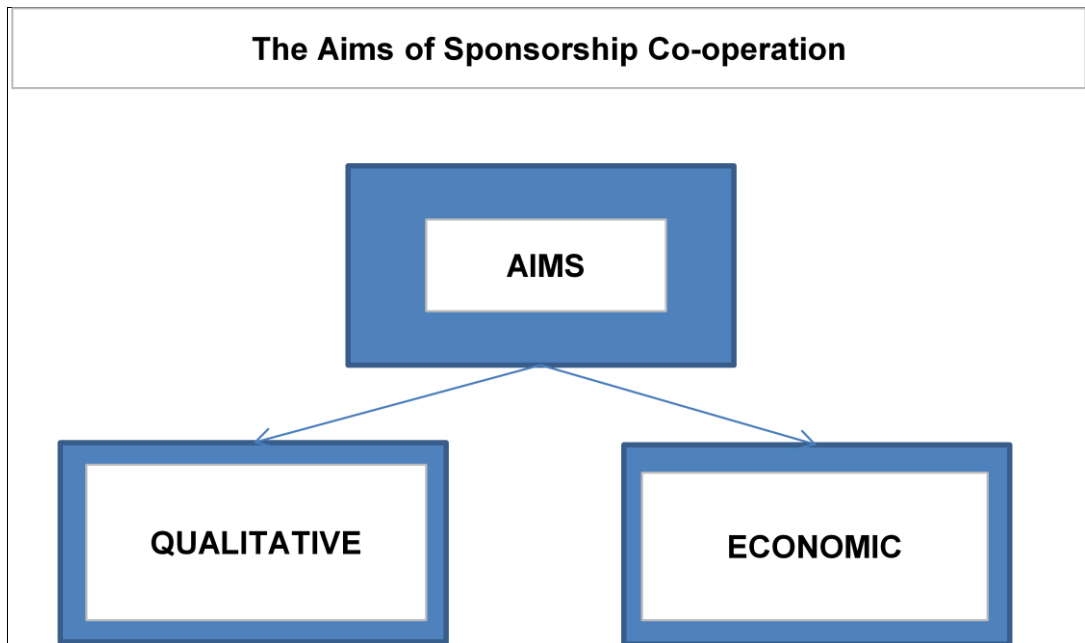 The Aims of Sponsorship Co-operation
AIMS
QUALITATIVE
ECONOMIC